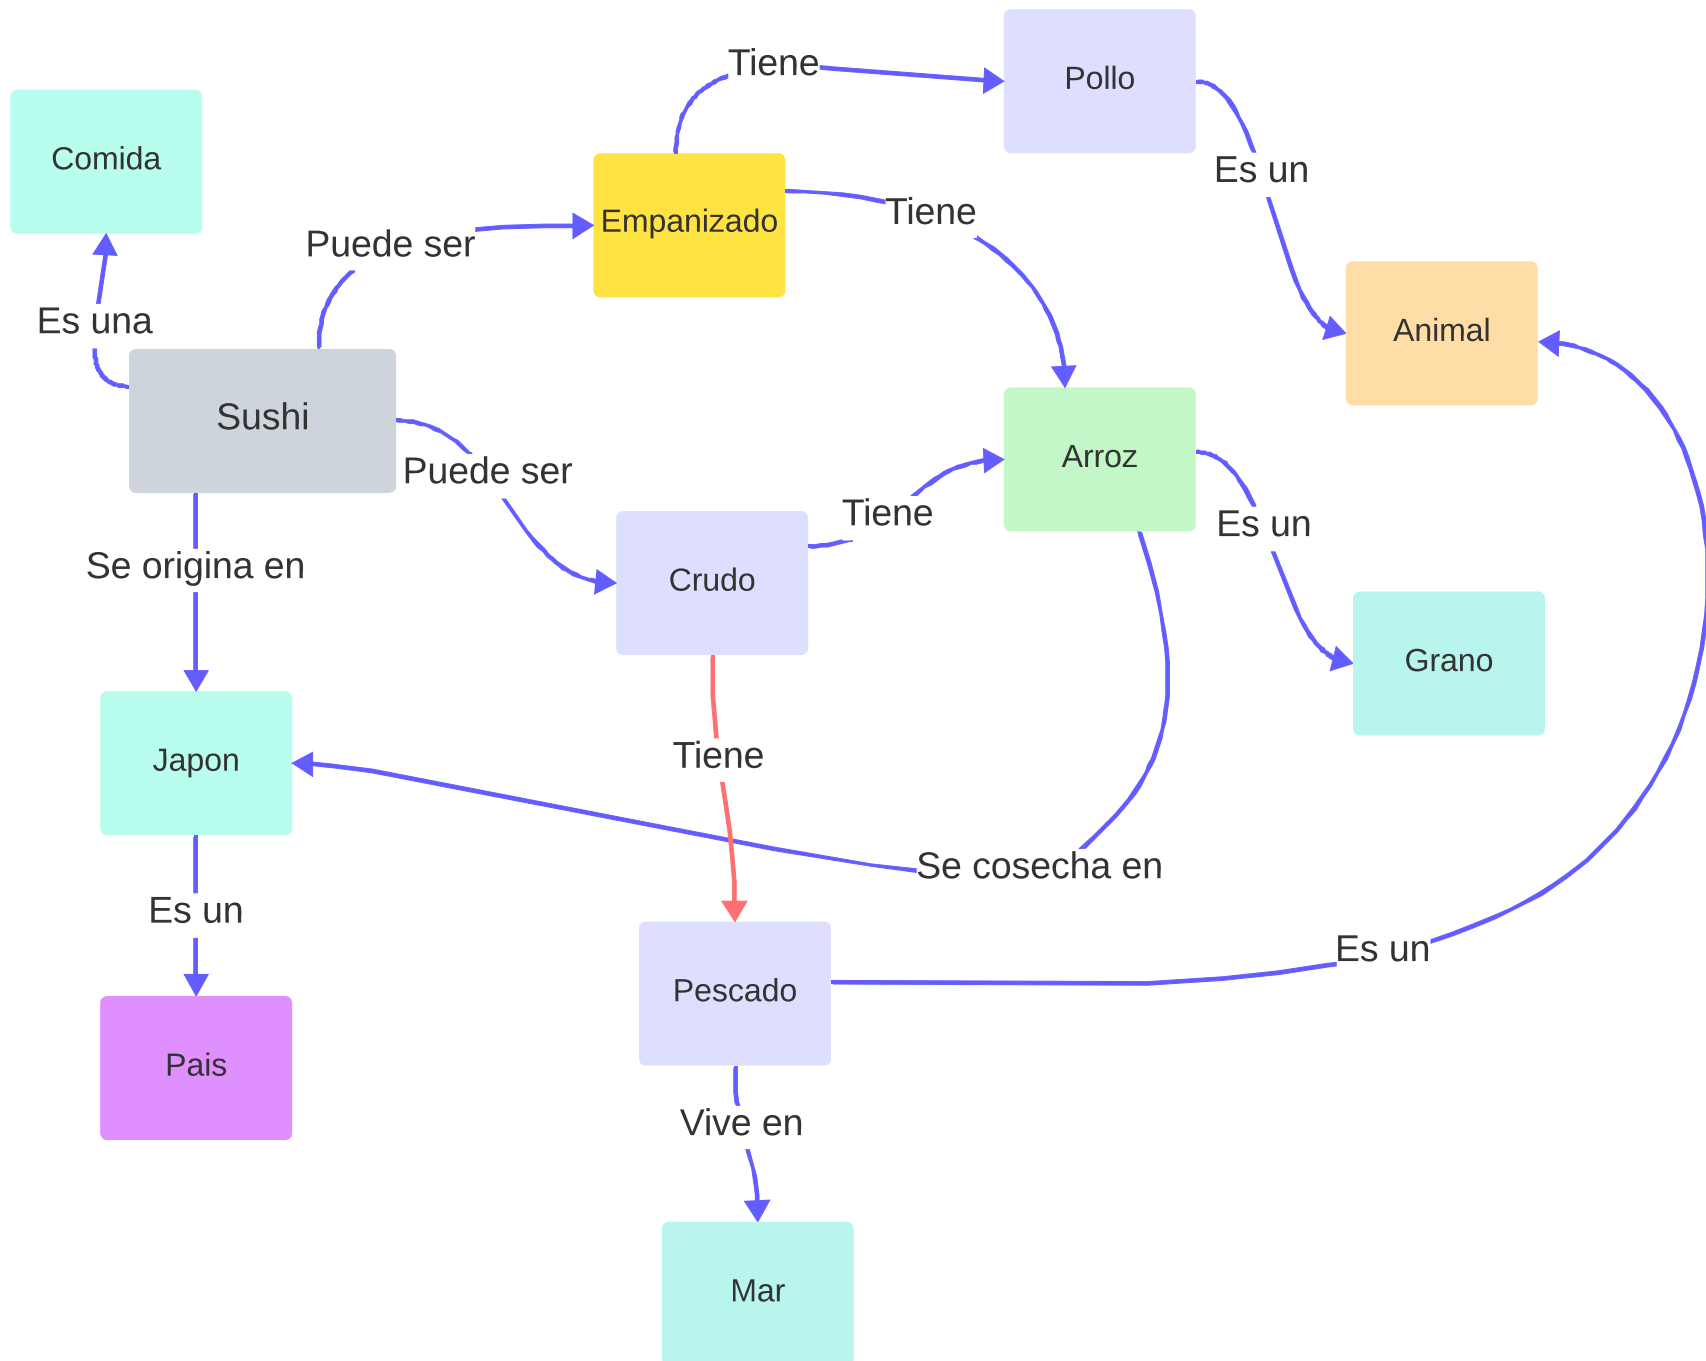 Tiene
Pollo
Comida
Es un
Empanizado
Tiene
Puede ser
Es una
Animal
Sushi
Puede ser
Arroz
Tiene
Es un
Se origina en
Crudo
Grano
Tiene
Japon
Se cosecha en
Es un
Es un
Pescado
Pais
Vive en
Mar